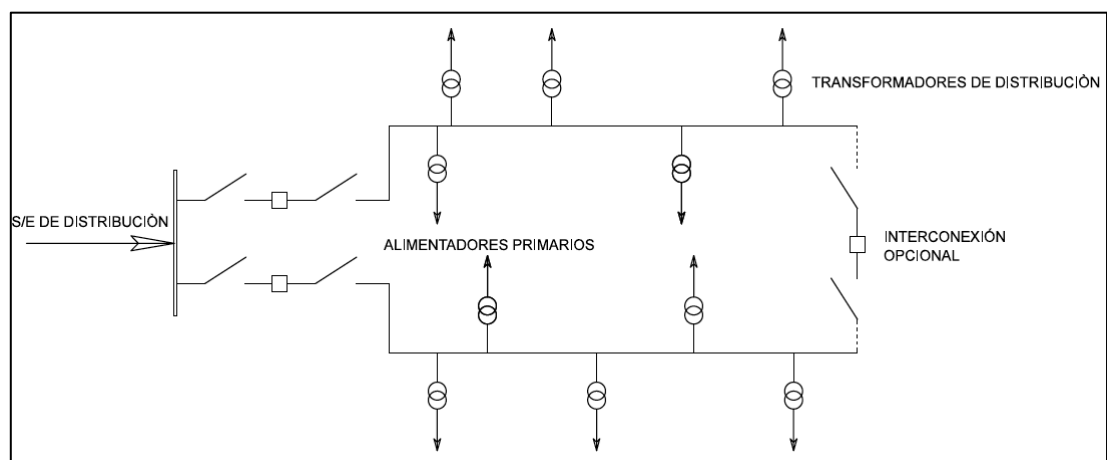 TRANSFORMADORES DE DISTRIBUCIÒN
S/E DE DISTRIBUCIÒN
ALIMENTADORES PRIMARIOS
INTERCONEXIÓN
OPCIONAL